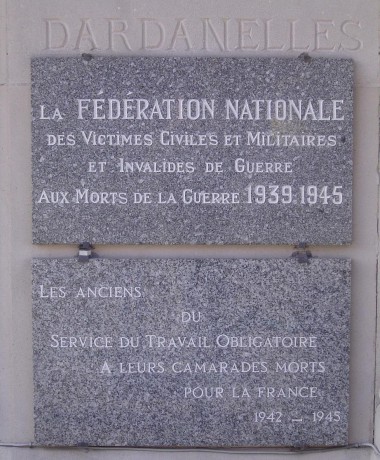 DARDANELLES
LA FÉDÉRATION NATIONALE
DES VICTIMES CIVILES ET MILITAIRES
ET INVALIDES DE GUERRE
AUX MORTS DE LA GUERRE 1939.1945
LES ANCIENS
DU
SERVICE DU TRAVAIL OBLIGATOIRE
A LEURS CAMARADES MORTS
POUR LA FRANCE
1942 - 1945